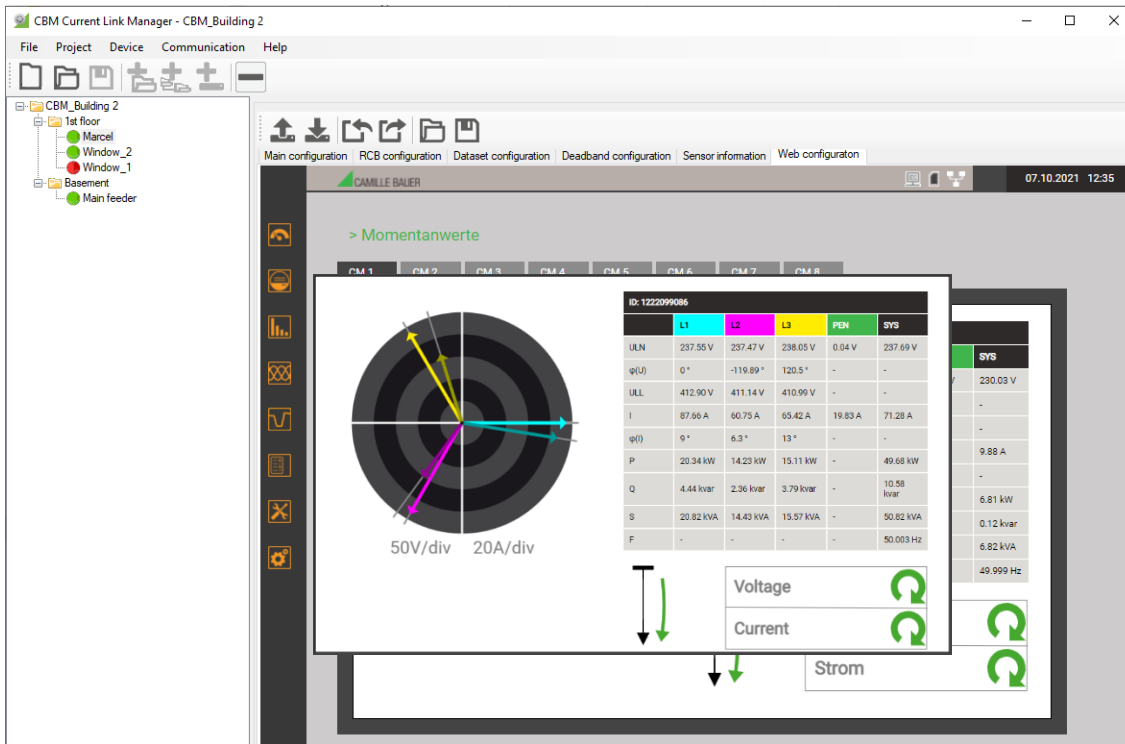 CBM Current Link Manager - CBM_Building 2
File Project Device Communication Help
CBM_Building 2
1st floor
Marcel
Window_2
Window_1
Basement
Main feeder
Main configuration RCB configuration Dataset configuration Deadband configuration Sensor information Web configuraton
CAMILLE BAUER 07.10.2021 12:35
> Momentanwerte
CM 1 CM 2 CM 3 CM 4 CM 5 CM 6 CM 7 CM 8
ID: 1222099086
L1 L2 L3 PEN SYS
ULN 237.55 V 237.47 V 238.05 V 0.04 V 237.69 V
φ(U) 0 ° -119.89 ° 120.5 ° - -
ULL 412.90 V 411.14 V 410.99 V - -
I 87.66 A 60.75 A 65.42 A 19.83 A 71.28 A
φ(I) 9 ° 6.3 ° 13 ° - -
P 20.34 kW 14.23 kW 15.11 kW - 49.68 kW
Q 4.44 kvar 2.36 kvar 3.79 kvar - 10.58 kvar
S 20.82 kVA 14.43 kVA 15.57 kVA - 50.82 kVA
F - - - - 50.003 Hz
50V/div 20A/div
Voltage
Current
SYS
230.03 V
-
-
9.88 A
-
6.81 kW
0.12 kvar
6.82 kVA
49.999 Hz
Strom